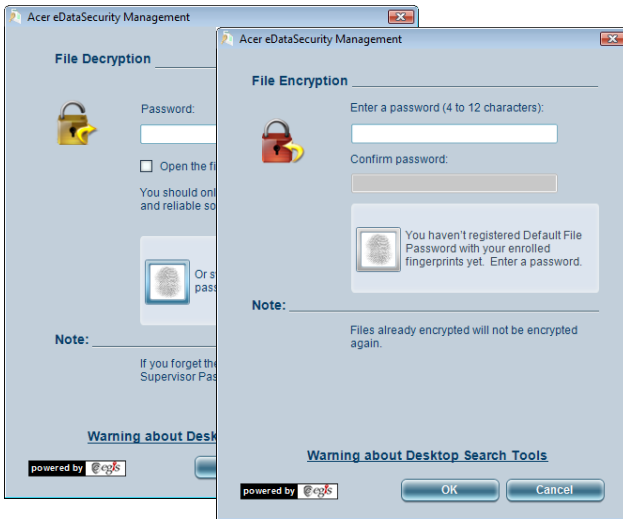 Acer eDataSecurity Management
File Decryption
Password:
Open the fi
You should onl
and reliable so
Or s
pass
Note:
If you forget the
Supervisor Pas
Warning about Desk
powered by egis
Acer eDataSecurity Management
File Encryption
Enter a password (4 to 12 characters):
Confirm password:
You haven't registered Default File
Password with your enrolled
fingerprints yet. Enter a password.
Note:
Files already encrypted will not be encrypted
again.
Warning about Desktop Search Tools
powered by egis
OK
Cancel